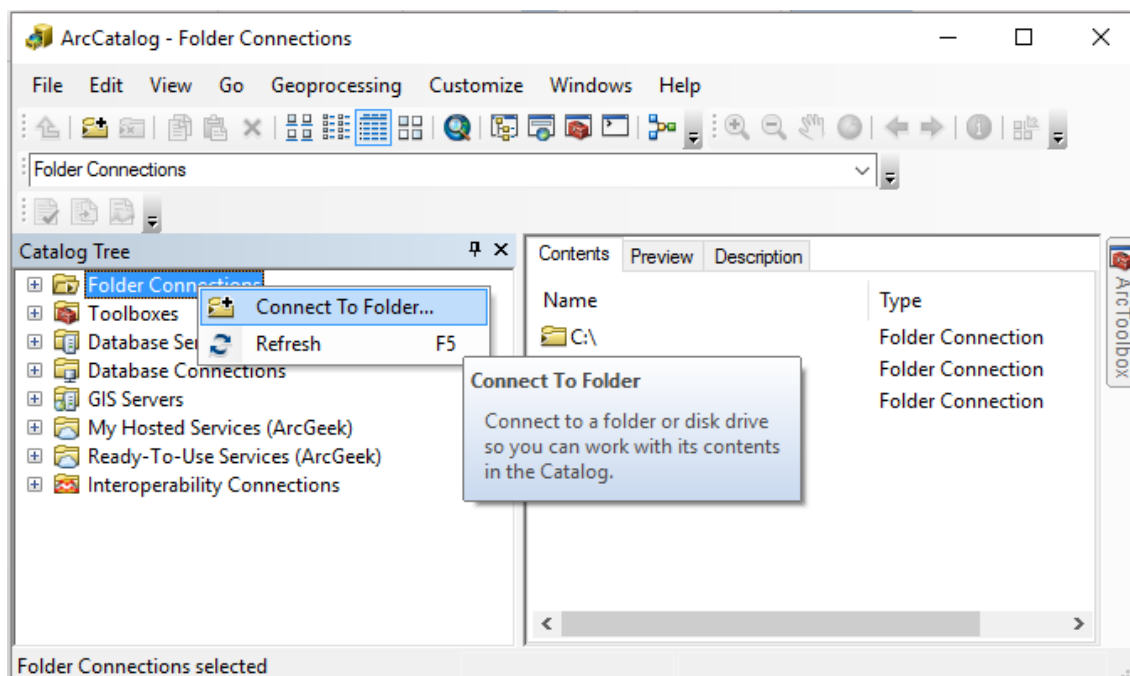 ArcCatalog - Folder Connections
File Edit View Go Geoprocessing Customize Windows Help
Folder Connections
Catalog Tree
Folder Connections
Toolboxes
Database Ser
Database Connections
GIS Servers
My Hosted Services (ArcGeek)
Ready-To-Use Services (ArcGeek)
Interoperability Connections
Connect To Folder...
Refresh F5
Connect To Folder
Connect to a folder or disk drive
so you can work with its contents
in the Catalog.
Contents Preview Description
Name Type
C:\ Folder Connection
Folder Connection
Folder Connection
ArcToolbox
Folder Connections selected